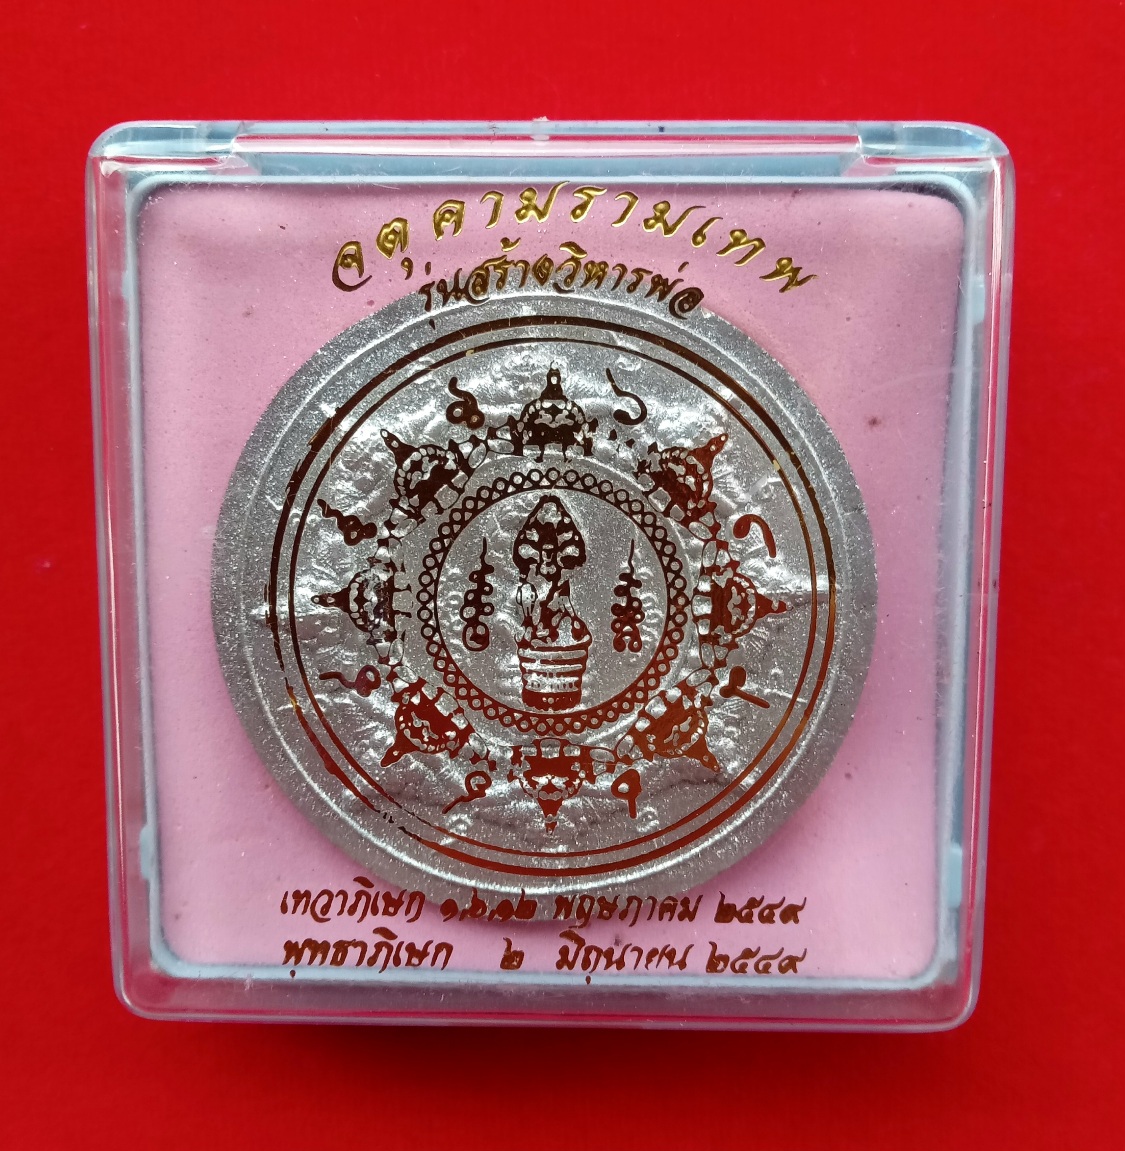 จตุคามรามเทพ
รุ่นสร้างวิหารพ่อ
เทวาภิเษก ๑,๖,๑๒ พฤษภาคม ๒๕๔๙
พุทธาภิเษก ๒ มิถุนายน ๒๕๔๙